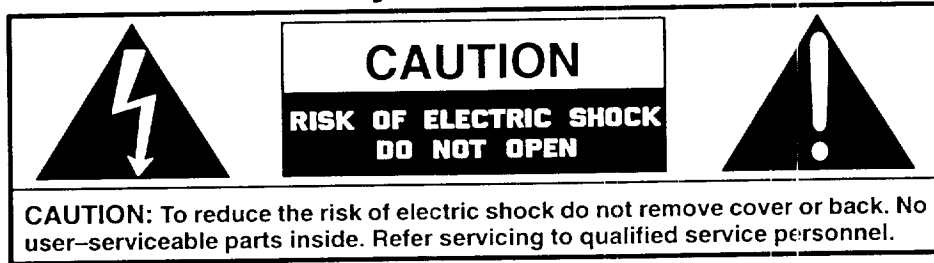 CAUTION
RISK OF ELECTRIC SHOCK
DO NOT OPEN
CAUTION: To reduce the risk of electric shock do not remove cover or back. No
user–serviceable parts inside. Refer servicing to qualified service personnel.